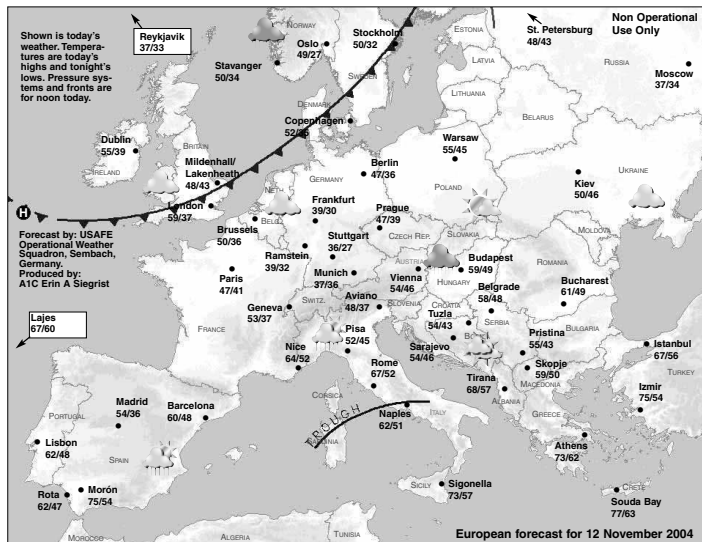 Non Operational
Use Only
Shown is today's
weather. Tempera-
tures are today's
highs and tonight's
lows. Pressure sys-
tems and fronts are
for noon today.
Reykjavik
37/33
NORWAY
Oslo
49/27
Stockholm
50/32
SWEDEN
Stavanger
50/34
ESTONIA
St. Petersburg
48/43
RUSSIA
Moscow
37/34
LATVIA
LITHUANIA
BELARUS
DENMARK
Copenhagen
Dublin
55/39
IRELAND
BRITAIN
Mildenhall/
Lakenheath
48/43
London
59/37
NETH
Berlin
47/36
GERMANY
Warsaw
55/45
POLAND
Kiev
50/46
UKRAINE
H
Forecast by: USAFE
Operational Weather
Squadron, Sembach,
Germany.
Produced by:
A1C Erin A Siegrist
Brussels
50/36
BELG
Frankfurt
39/30
Prague
47/39
CZECH REP.
SLOVAKIA
MOLDOVA
Ramstein
39/32
Stuttgart
36/27
Munich
37/36
Paris
47/41
AUSTRIA
Vienna
54/46
Budapest
59/49
HUNGARY
ROMANIA
Bucharest
61/49
Lajes
67/60
Geneva
53/37
SWITZ.
Aviano
48/37
SLOVENIA
CROATIA
Belgrade
58/48
FRANCE
Tuzla
54/43
SERBIA
BULGARIA
Nice
64/52
Pisa
52/45
Sarajevo
54/46
Pristina
55/43
Istanbul
67/56
TURKEY
Rome
67/52
Skopje
59/50
MACEDONIA
Tirana
68/57
ALBANIA
Izmir
75/54
Madrid
54/36
Barcelona
60/48
PORTUGAL
CORSICA
TROUGH
Naples
62/51
ITALY
GREECE
Lisbon
62/48
SPAIN
SARDINIA
Athens
73/62
Rota
62/47
Morón
75/54
SICILY
Sigonella
73/57
CRETE
Souda Bay
77/63
MOROCCO
ALGERIA
TUNISIA
European forecast for 12 November 2004